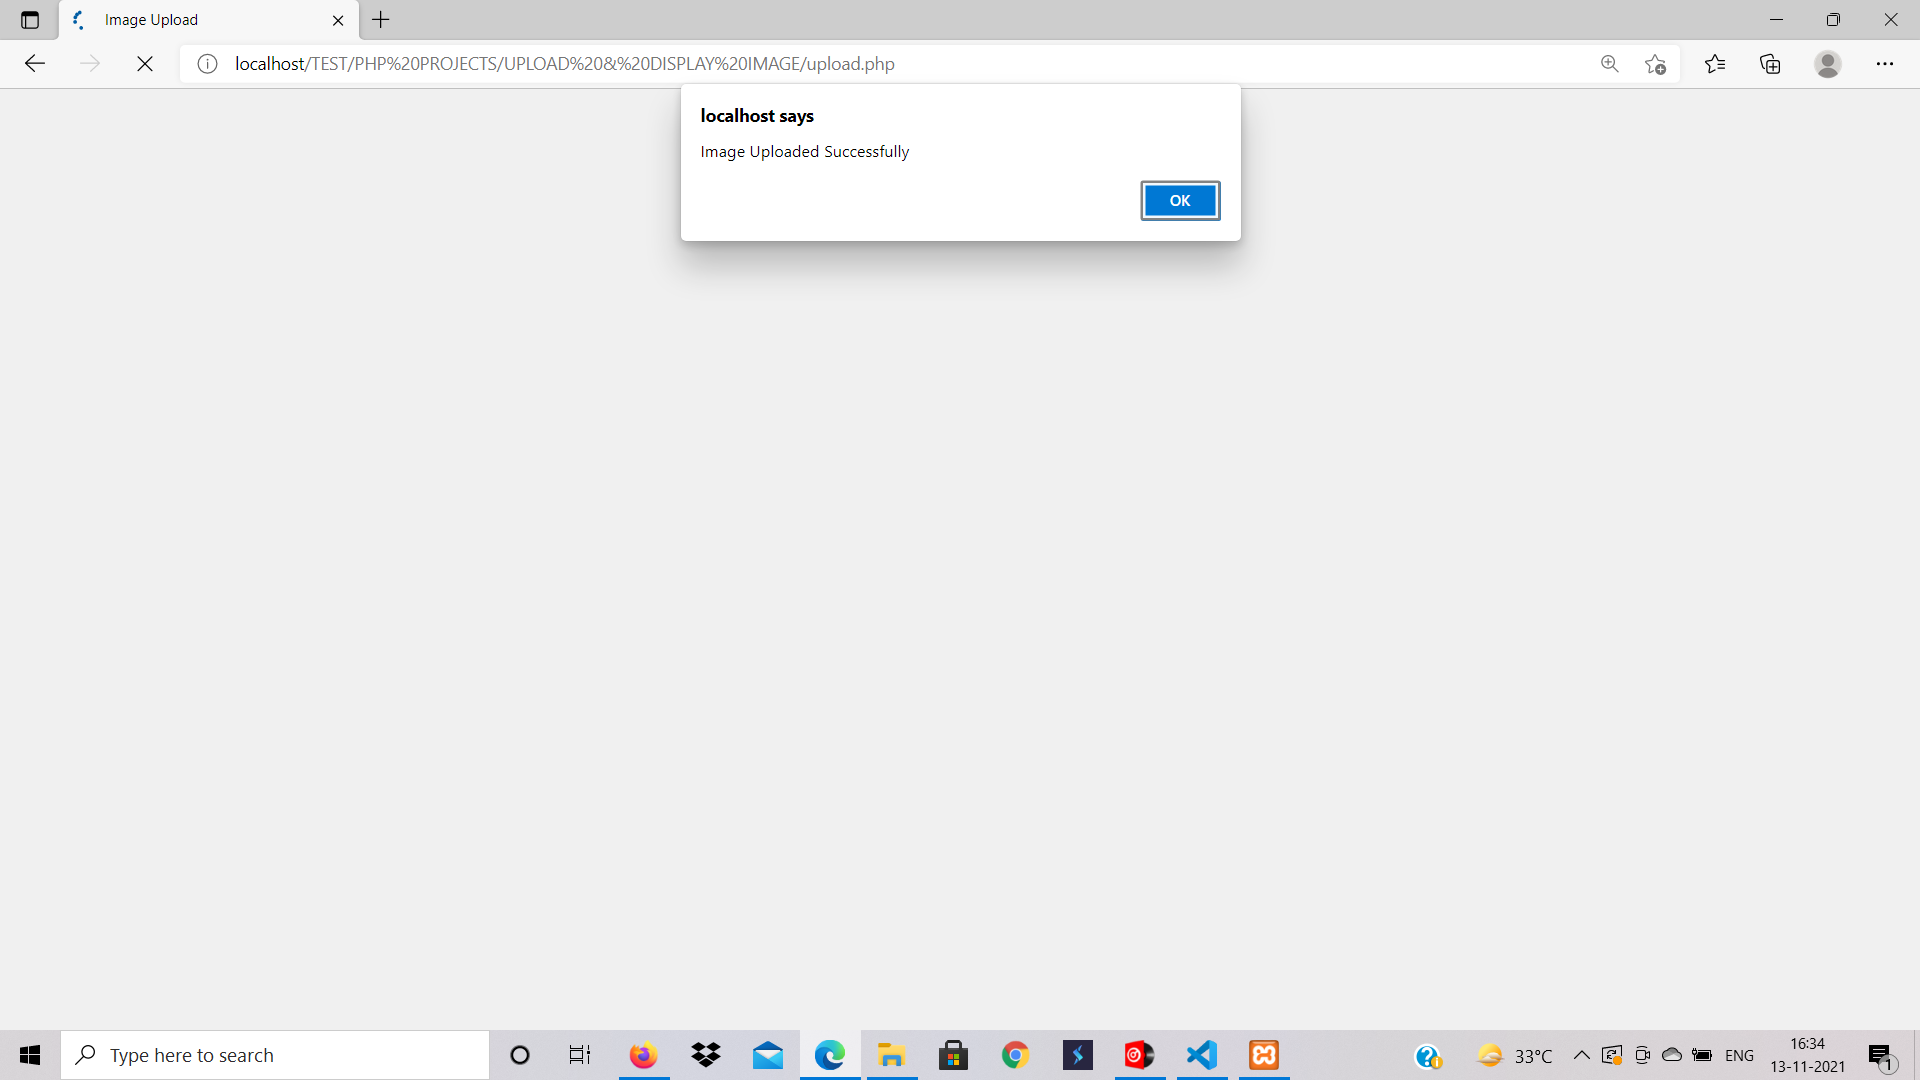 Image Upload
localhost/TEST/PHP%20PROJECTS/UPLOAD%20&%20DISPLAY%20IMAGE/upload.php
localhost says
Image Uploaded Successfully
OK
Type here to search
33°C
ENG
16:34
13-11-2021
1